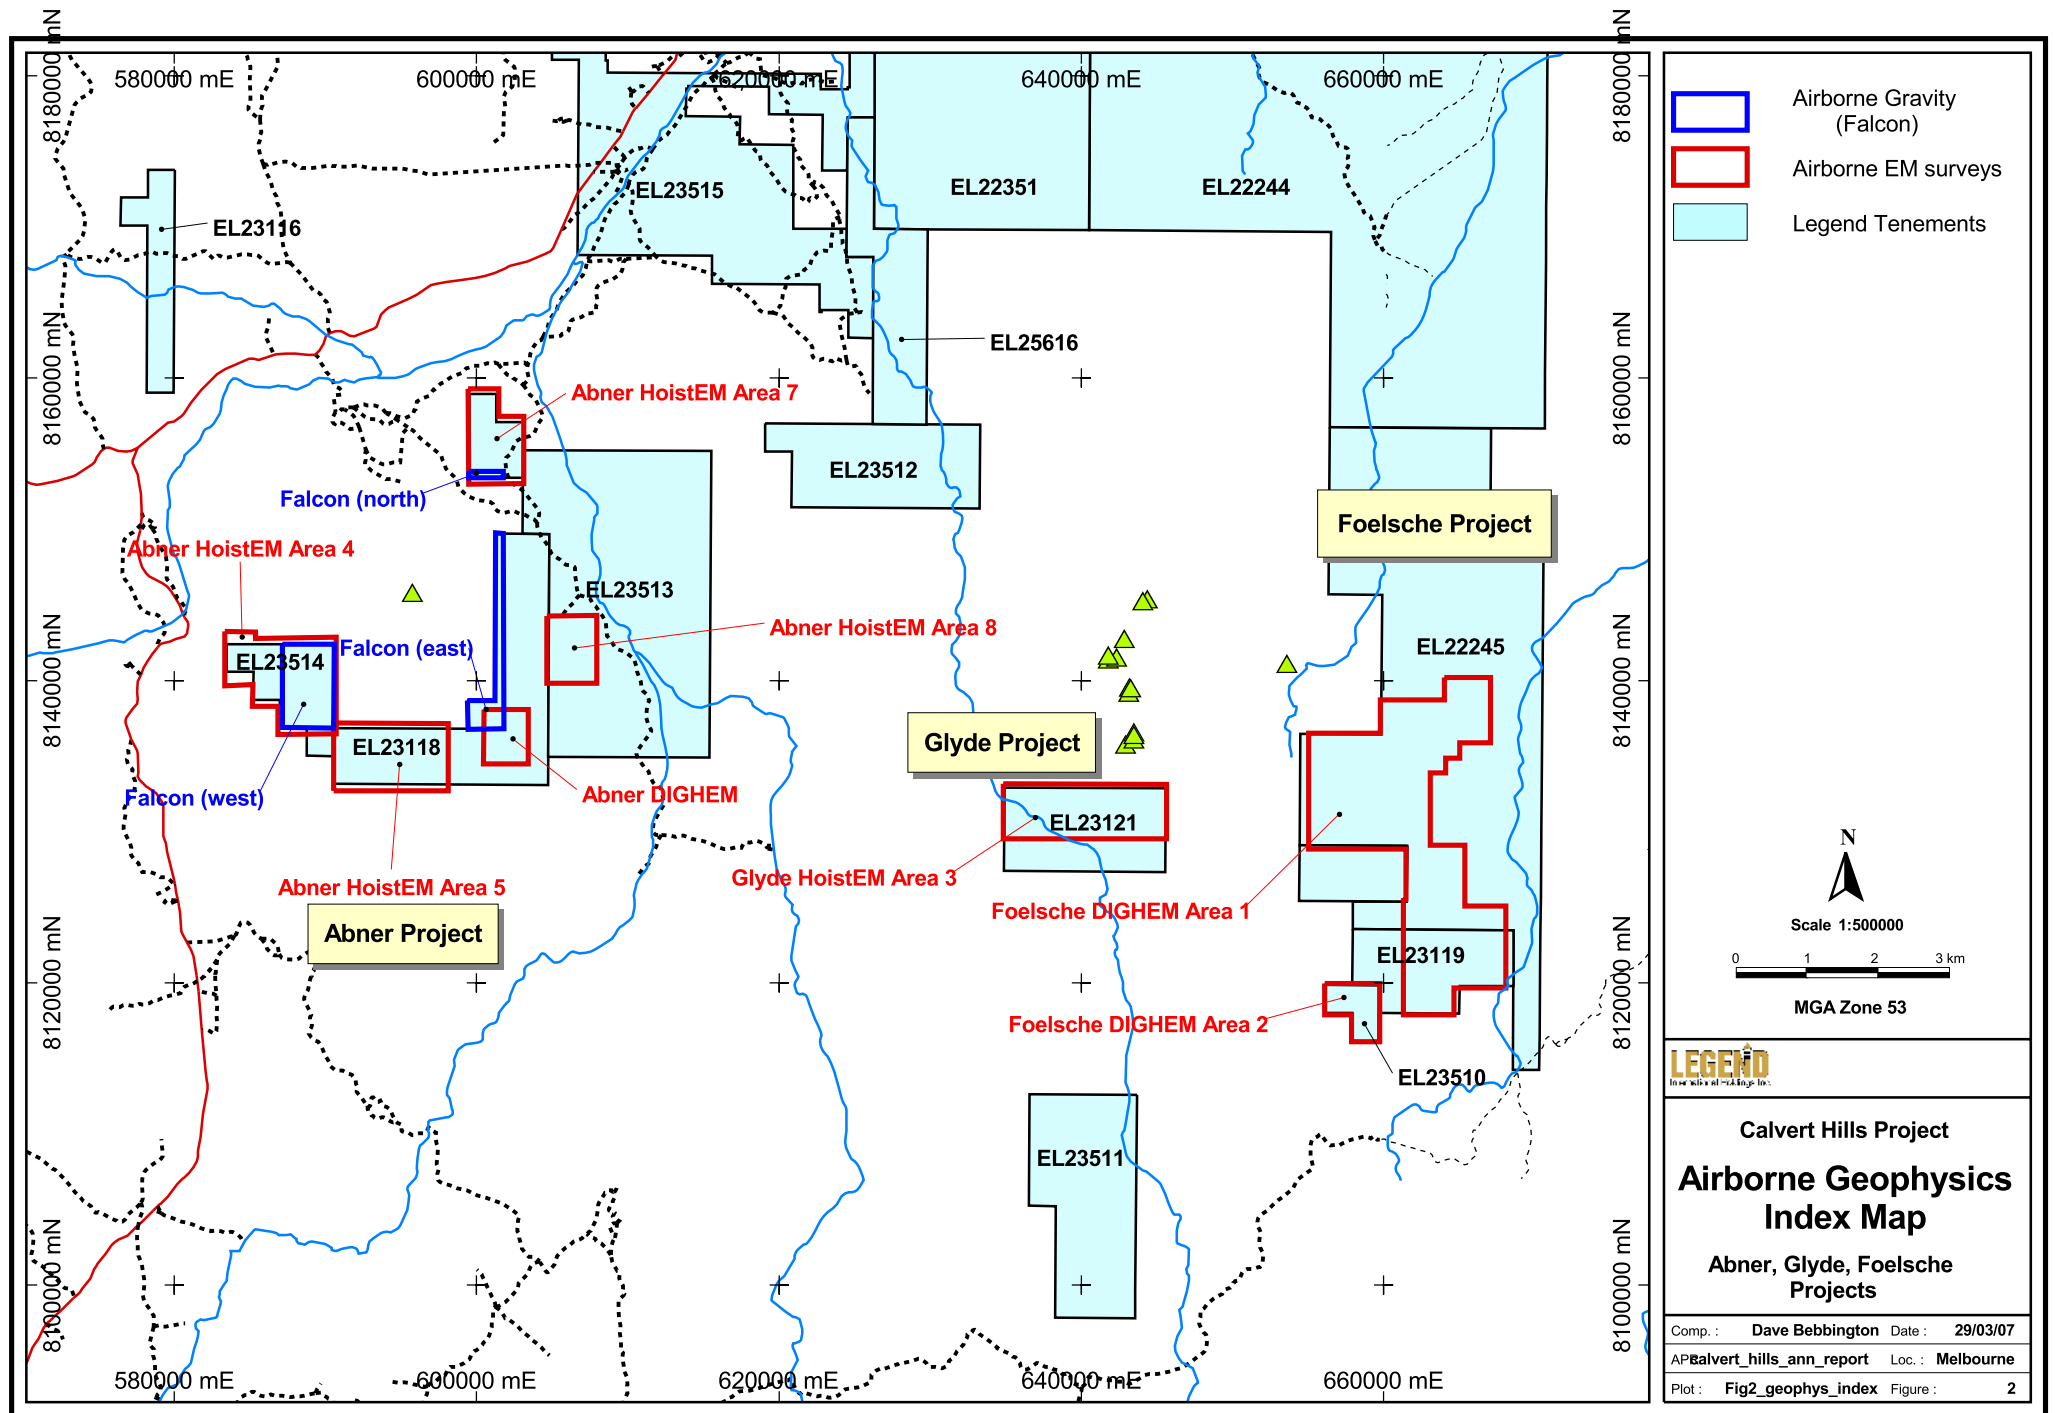 580000 mE
600000 mE
620000 mE
640000 mE
660000 mE
8180000 mN
8160000 mN
8140000 mN
8120000 mN
8100000 mN
8180000 mN
8160000 mN
8140000 mN
8120000 mN
8100000 mN
EL23515
EL22351
EL22244
EL23116
EL25616
Abner HoistEM Area 7
EL23512
Falcon (north)
Foelsche Project
Abner HoistEM Area 4
EL23513
Abner HoistEM Area 8
Falcon (east)
EL22245
EL23514
EL23118
Glyde Project
Falcon (west)
Abner DIGHEM
EL23121
Glyde HoistEM Area 3
Abner HoistEM Area 5
Foelsche DIGHEM Area 1
Abner Project
EL23119
Foelsche DIGHEM Area 2
EL23510
EL23511
580000 mE
600000 mE
620000 mE
640000 mE
660000 mE
Airborne Gravity
(Falcon)
Airborne EM surveys
Legend Tenements
N
Scale 1:500000
0 1 2 3 km
MGA Zone 53
LEGEND
International Holdings Inc.
Calvert Hills Project
Airborne Geophysics
Index Map
Abner, Glyde, Foelsche
Projects
Comp. : Dave Bebbington Date : 29/03/07
calvert_hills_ann_report Loc. : Melbourne
Plot : Fig2_geophys_index Figure : 2